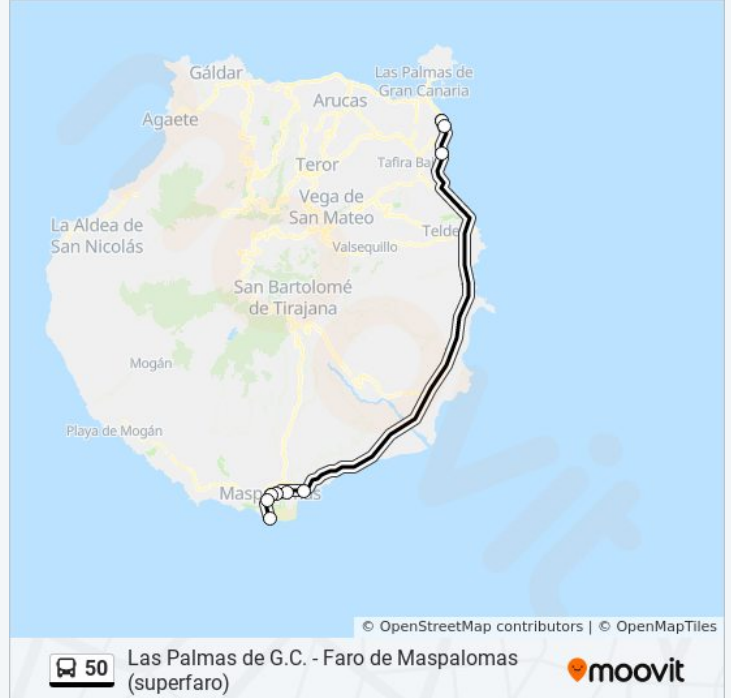 Gáldar
Las Palmas de
Gran Canaria
Arucas
Agaete
Teror
Tafira Baj
Vega de
San Mateo
La Aldea de
San Nicolás
Telde
Valsequillo
San Bartolomé
de Tirajana
Mogán
Playa de Mogán
Maspalomas
© OpenStreetMap contributors | © OpenMapTiles
50
Las Palmas de G.C. - Faro de Maspalomas
(superfaro)
moovit